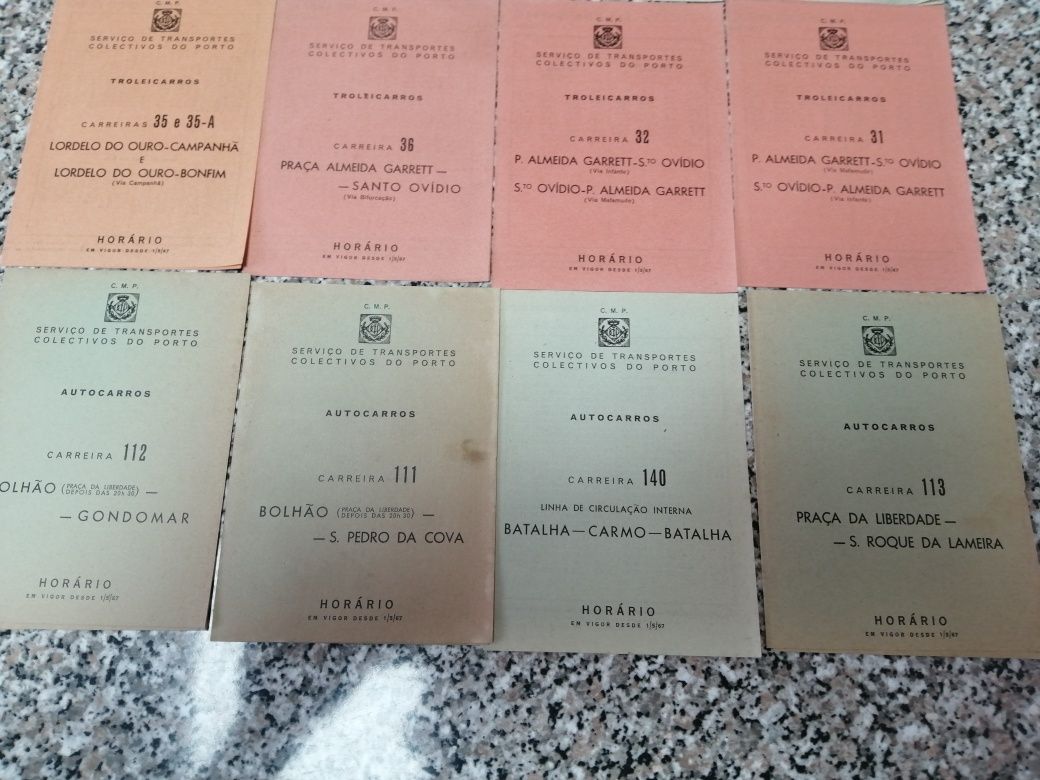 C. M. P.
SERVIÇO DE TRANSPORTES
COLECTIVOS DO PORTO
TROLEICARROS
CARREIRAS 35 e 35-A
LORDELO DO OURO-CAMPANHÃ
E
LORDELO DO OURO-BONFIM
(Via Campanhã)
HORÁRIO
EM VIGOR DESDE 1/5/67
C. M. P.
SERVIÇO DE TRANSPORTES
COLECTIVOS DO PORTO
TROLEICARROS
CARREIRA 36
PRAÇA ALMEIDA GARRETT —
— SANTO OVÍDIO
(Via Bifurcação)
HORÁRIO
EM VIGOR DESDE 1/5/67
C. M. P.
SERVIÇO DE TRANSPORTES
COLECTIVOS DO PORTO
TROLEICARROS
CARREIRA 32
P. ALMEIDA GARRETT-S.TO OVÍDIO
(Via Infante)
S.TO OVÍDIO-P. ALMEIDA GARRETT
(Via Mafamude)
HORÁRIO
EM VIGOR DESDE 1/5/67
C. M. P.
SERVIÇO DE TRANSPORTES
COLECTIVOS DO PORTO
TROLEICARROS
CARREIRA 31
P. ALMEIDA GARRETT-S.TO OVÍDIO
(Via Mafamude)
S.TO OVÍDIO-P. ALMEIDA GARRETT
(Via Infante)
HORÁRIO
EM VIGOR DESDE 1/5/67
C. M. P.
SERVIÇO DE TRANSPORTES
COLECTIVOS DO PORTO
AUTOCARROS
CARREIRA 112
OLHÃO (PRAÇA DA LIBERDADE DEPOIS DAS 20h 30) —
— GONDOMAR
HORÁRIO
EM VIGOR DESDE 1/5/67
C. M. P.
SERVIÇO DE TRANSPORTES
COLECTIVOS DO PORTO
AUTOCARROS
CARREIRA 111
BOLHÃO (PRAÇA DA LIBERDADE DEPOIS DAS 20h 30) —
— S. PEDRO DA COVA
HORÁRIO
EM VIGOR DESDE 1/5/67
C. M. P.
SERVIÇO DE TRANSPORTES
COLECTIVOS DO PORTO
AUTOCARROS
CARREIRA 140
LINHA DE CIRCULAÇÃO INTERNA
BATALHA — CARMO — BATALHA
HORÁRIO
EM VIGOR DESDE 1/5/67
C. M. P.
SERVIÇO DE TRANSPORTES
COLECTIVOS DO PORTO
AUTOCARROS
CARREIRA 113
PRAÇA DA LIBERDADE —
— S. ROQUE DA LAMEIRA
HORÁRIO
EM VIGOR DESDE 1/5/67